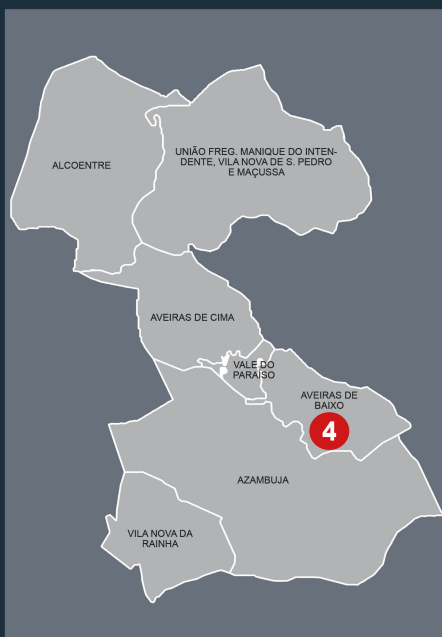 ALCOENTRE
UNIÃO FREG. MANIQUE DO INTEN-
DENTE, VILA NOVA DE S. PEDRO
E MAÇUSSA
AVEIRAS DE CIMA
VALE DO
PARAÍSO
AVEIRAS DE
BAIXO
4
AZAMBUJA
VILA NOVA DA
RAINHA